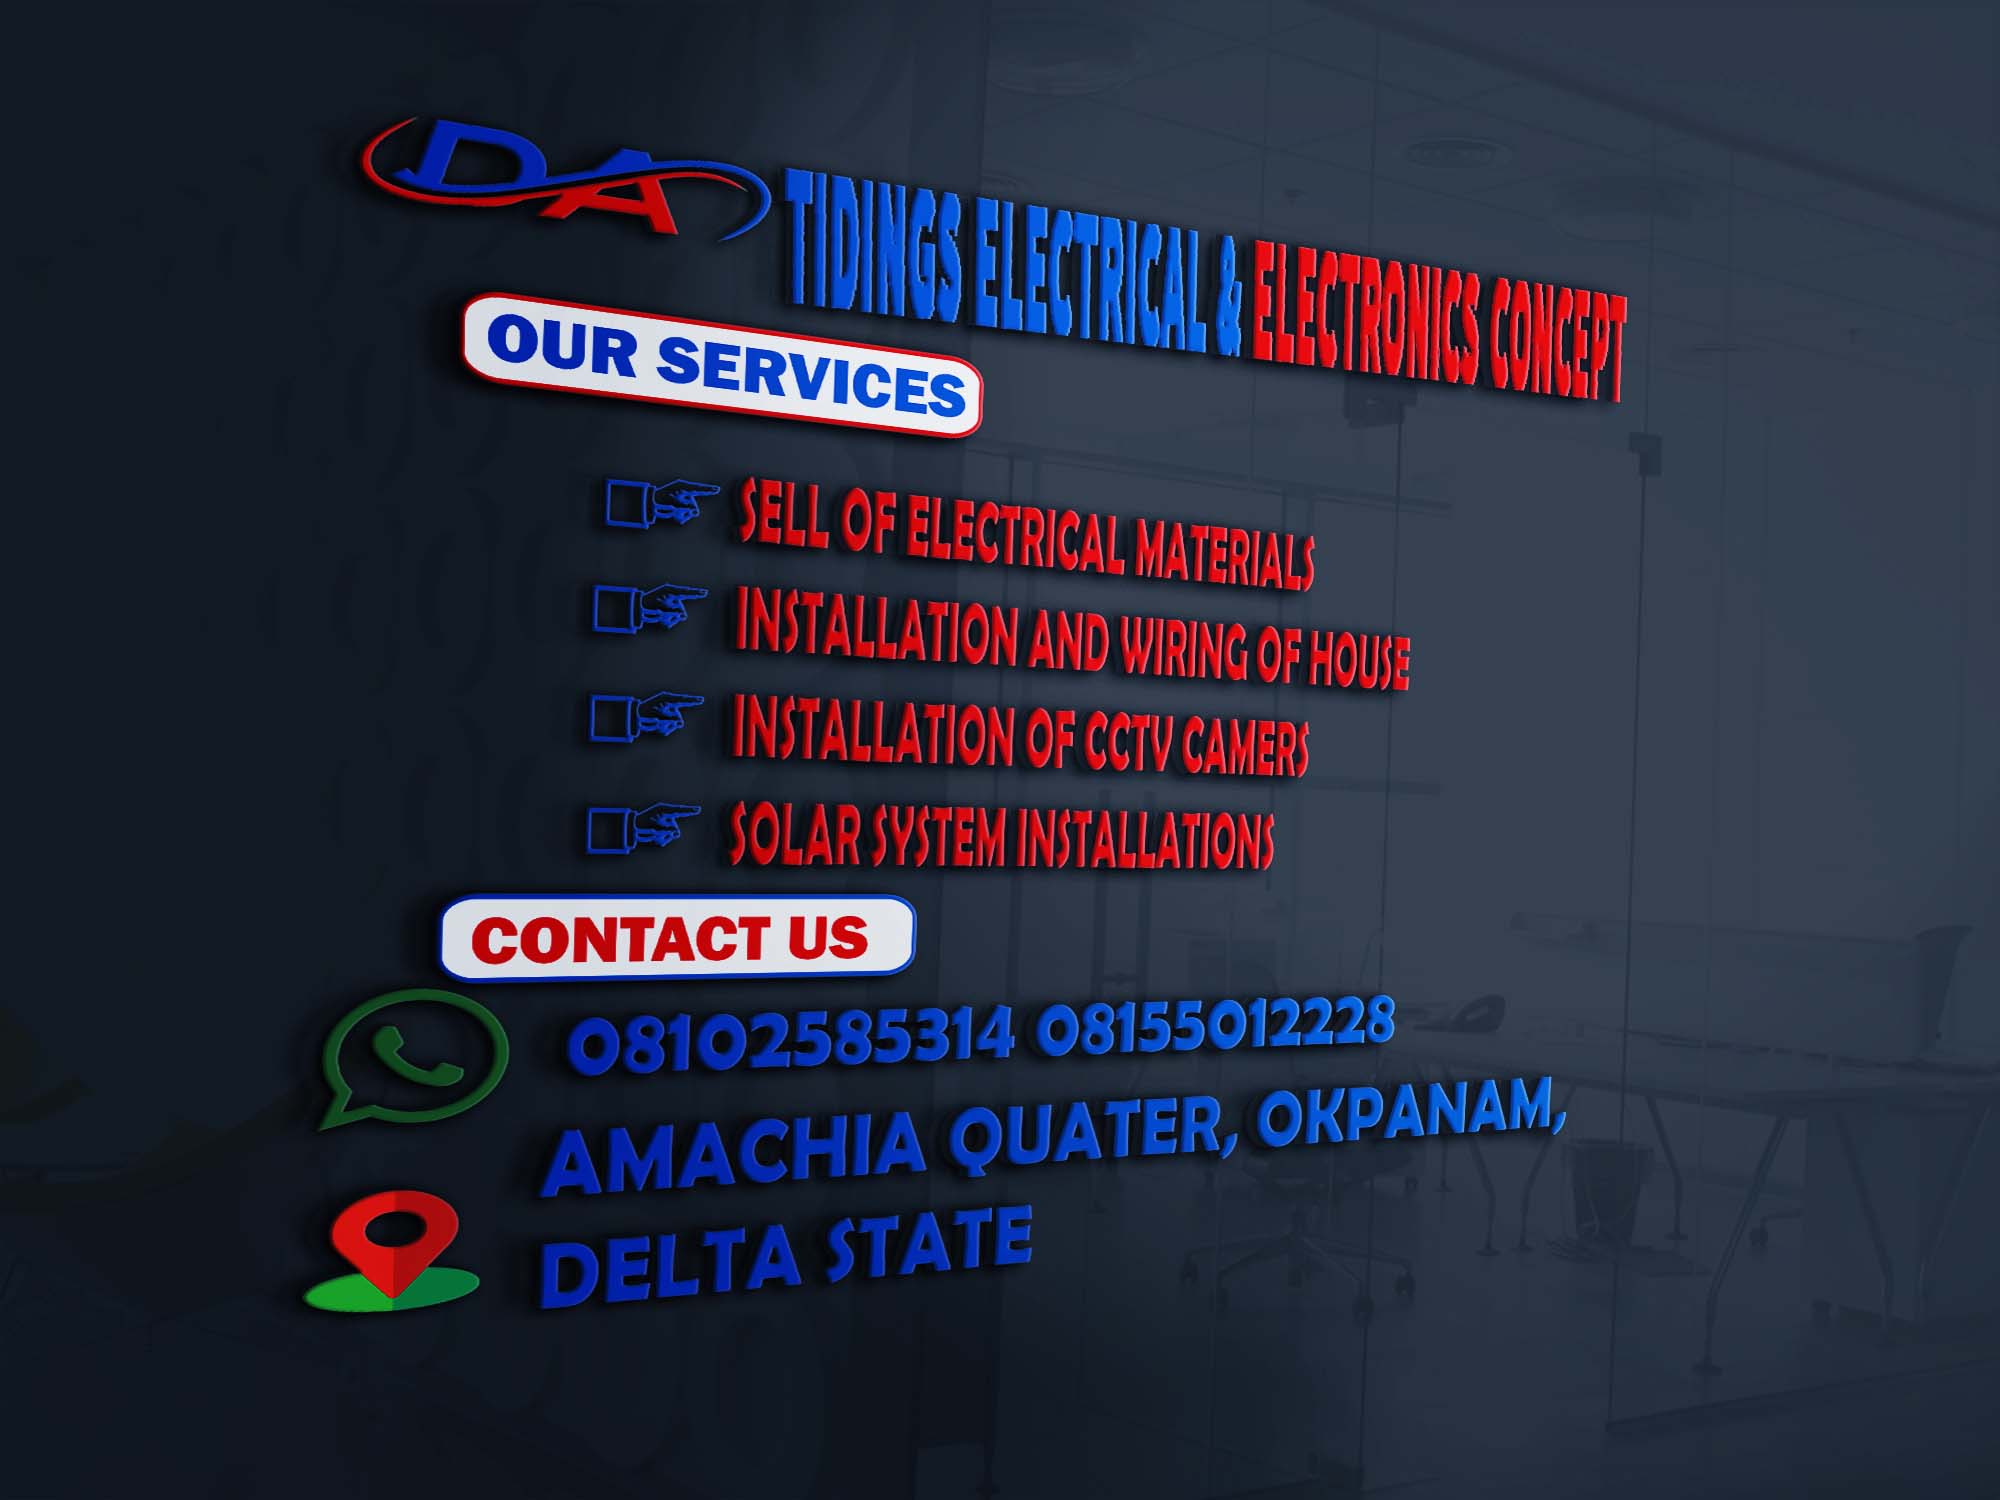 DA TIDINGS ELECTRICAL & ELECTRONICS CONCEPT
OUR SERVICES
SELL OF ELECTRICAL MATERIALS
INSTALLATION AND WIRING OF HOUSE
INSTALLATION OF CCTV CAMERS
SOLAR SYSTEM INSTALLATIONS
CONTACT US
08102585314 08155012228
AMACHIA QUATER, OKPANAM,
DELTA STATE